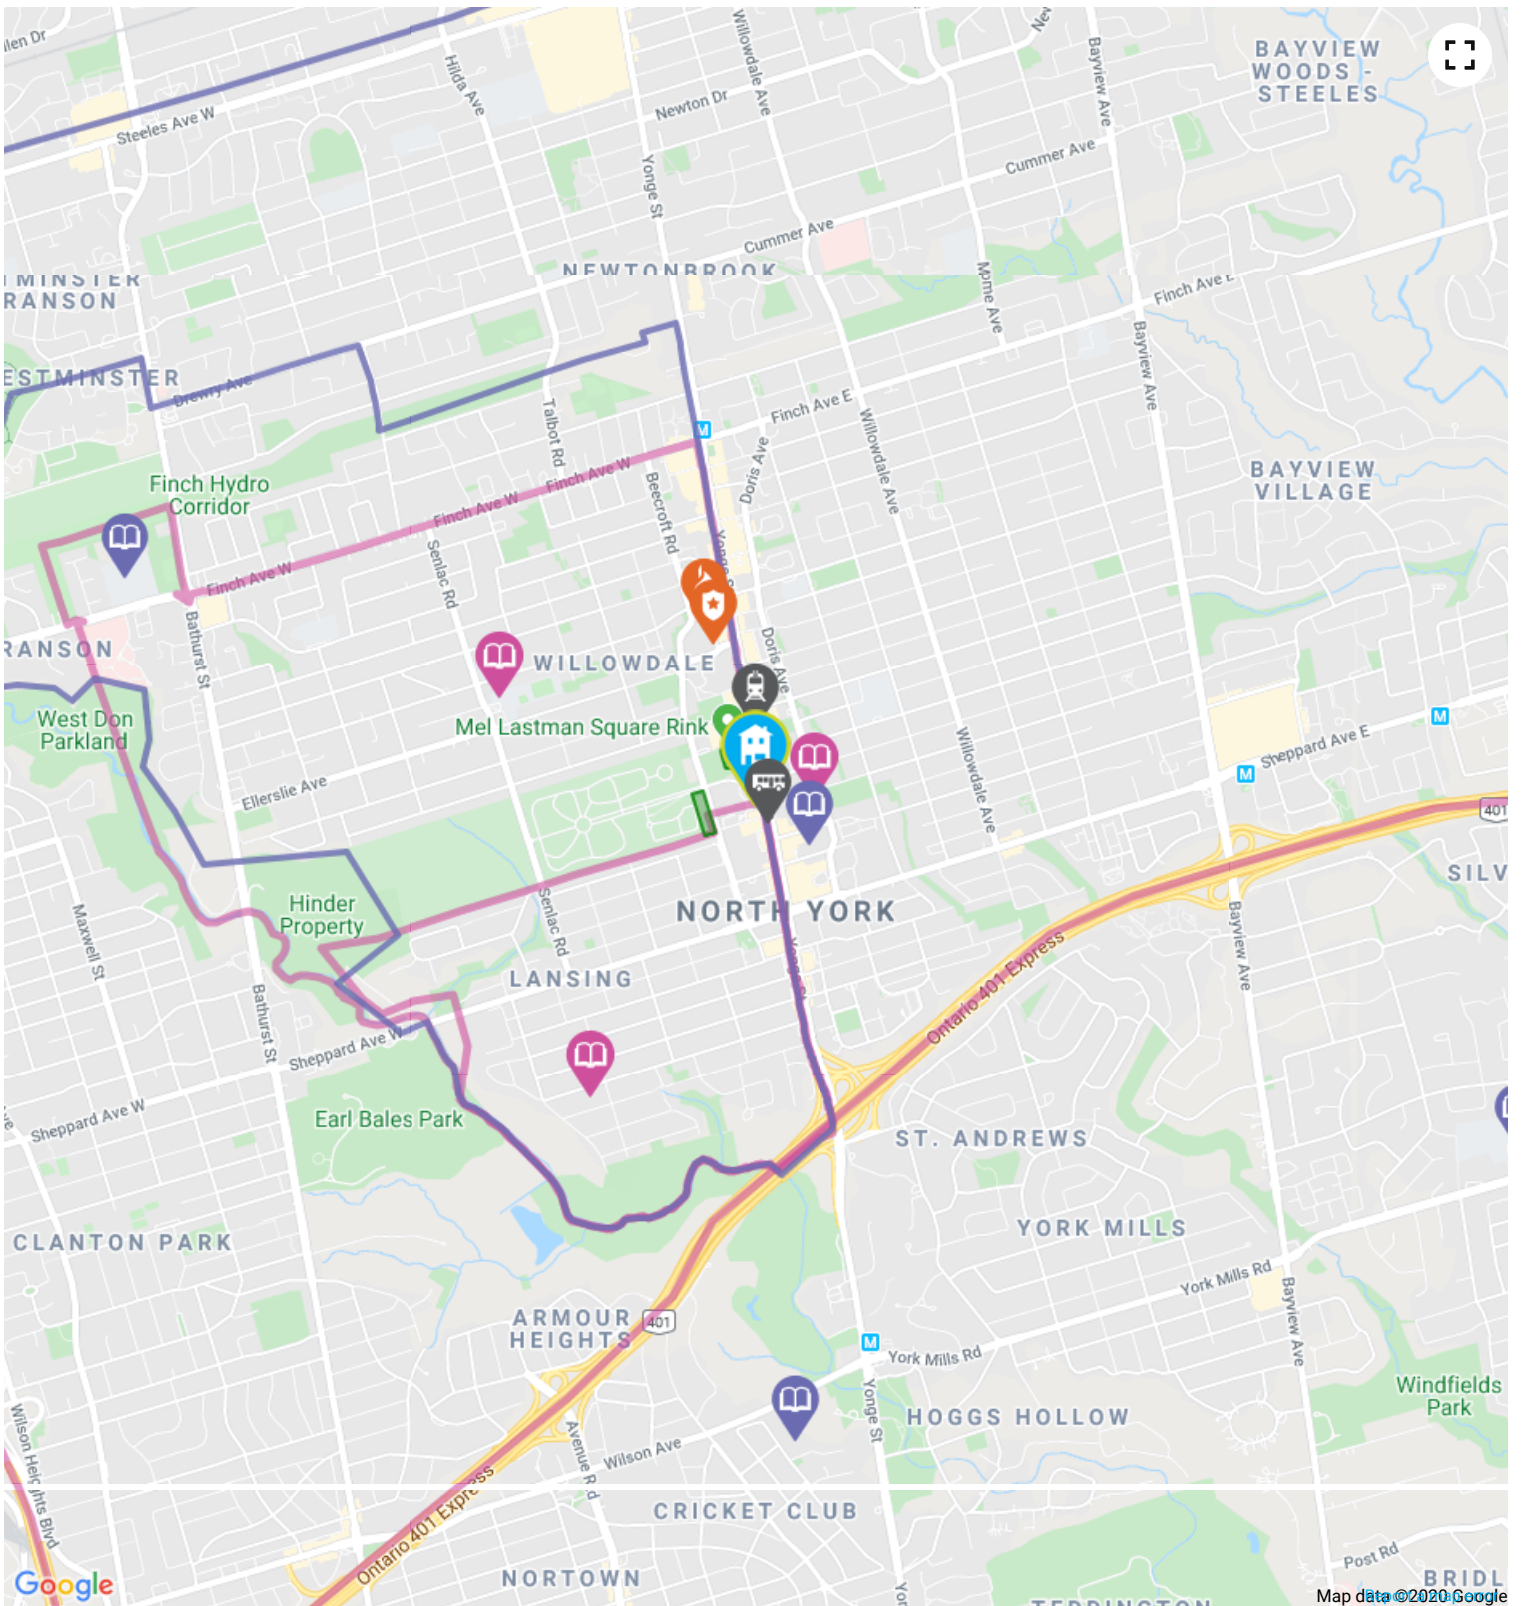 llen Dr
Steeles Ave W
Hilda Ave
Willowdale Ave
Newton Dr
Yonge St
Bayview Ave
BAYVIEW
WOODS -
STEELES
Cummer Ave
Cummer Ave
NEWTONBROOK
RANSON
ESTMINSTER
Drewry Ave
Finch Ave E
Bayview Ave
M
Finch Ave E
Talbot Rd
Doris Ave
Willowdale Ave
Finch Ave W
Finch Ave W
Finch Ave W
Beecroft Rd
Finch Hydro
Corridor
BAYVIEW
VILLAGE
Senlac Rd
Bathurst St
RANSON
WILLOWDALE
Doris Ave
West Don
Parkland
Mel Lastman Square Rink
Willowdale Ave
M
Sheppard Ave E
M
Ellerslie Ave
401
SILV
Hinder
Property
NORTH YORK
Maxwell St
Senlac Rd
LANSING
Yonge St
Bayview Ave
Ontario 401 Express
Bathurst St
Sheppard Ave W
Sheppard Ave W
Earl Bales Park
ST. ANDREWS
CLANTON PARK
YORK MILLS
York Mills Rd
ARMOUR
HEIGHTS
401
M
York Mills Rd
Bayview Ave
Yonge St
Windfields
Park
HOGGS HOLLOW
Wilson Heights Blvd
Avenue Rd
Wilson Ave
Ontario 401 Express
CRICKET CLUB
NORTOWN
Post Rd
BRIDL
Google
Map data ©2020 Google